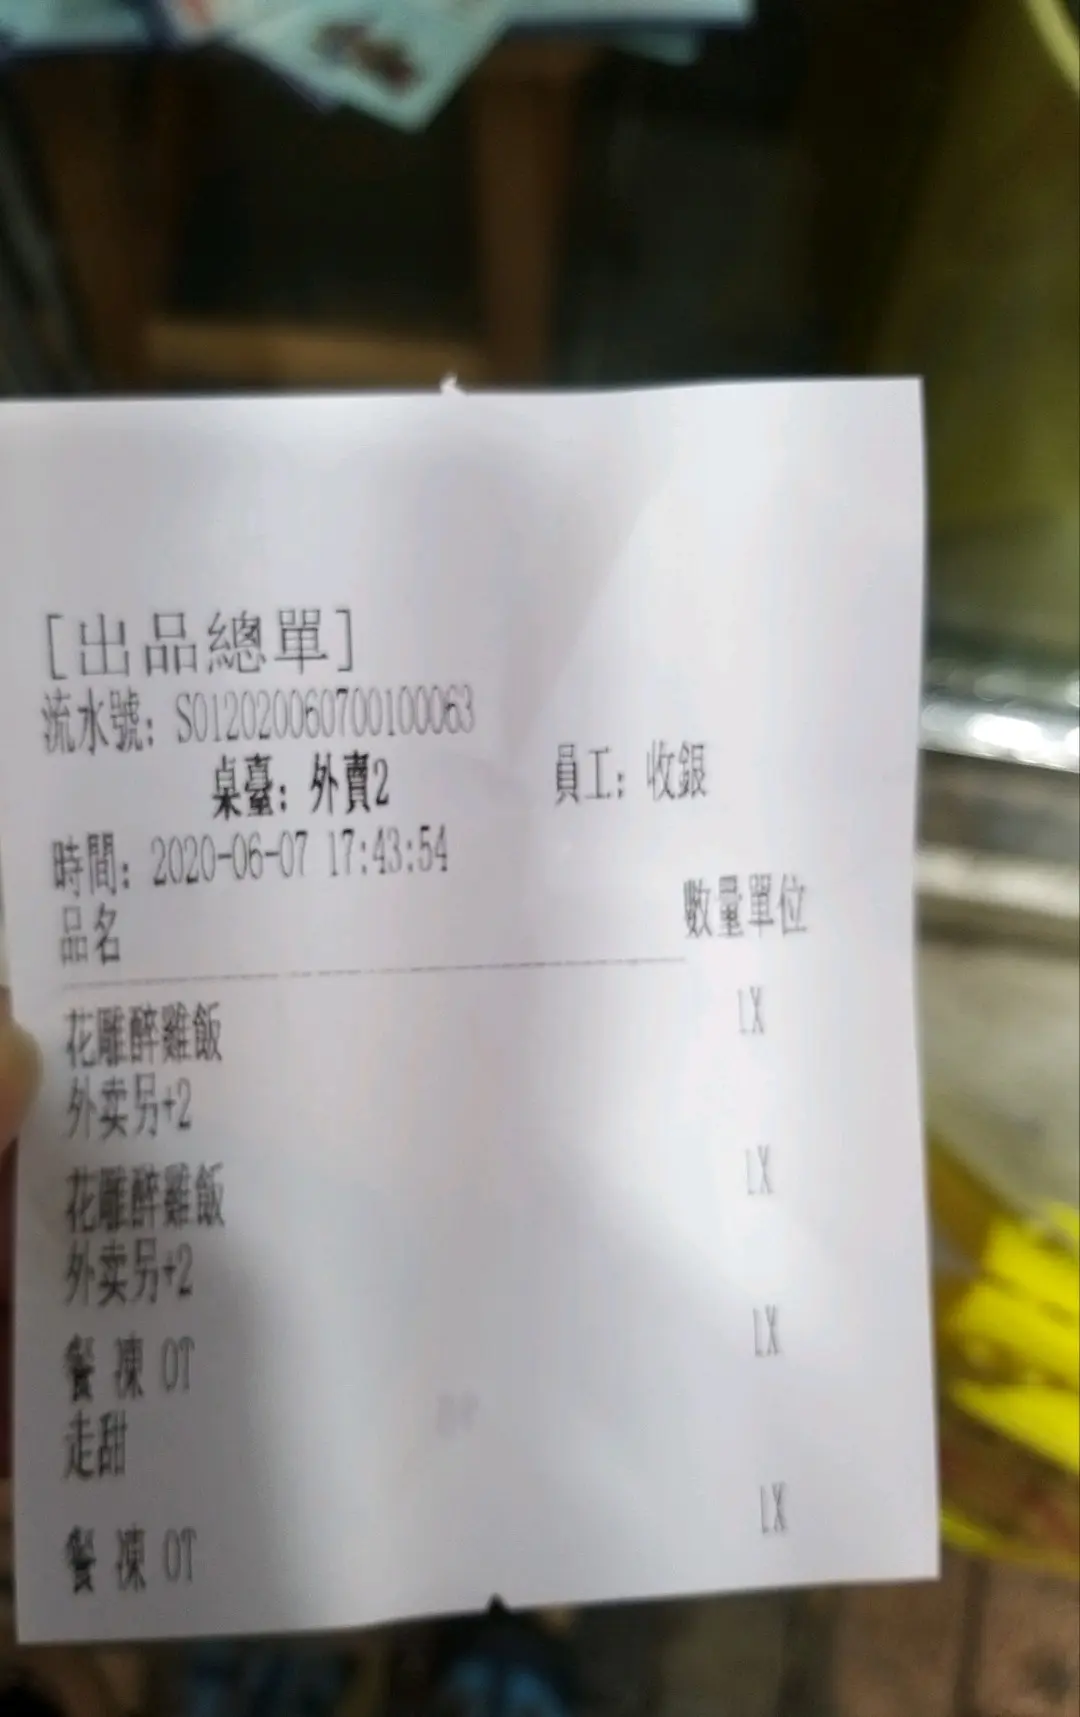 [出品總單]
流水號: S012020060700100063
桌臺: 外賣2 員工: 收銀
時間: 2020-06-07 17:43:54
品名 數量單位
花雕醉雞飯 1X
外卖另+2
花雕醉雞飯 1X
外卖另+2
餐 凍 OT 1X
走甜
餐 凍 OT 1X